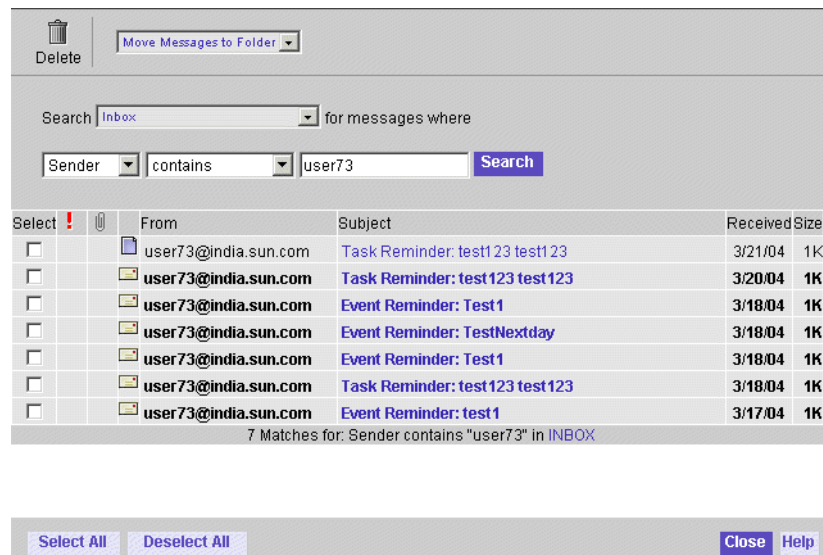 Delete
Move Messages to Folder
Search Inbox for messages where
Sender contains user73 Search
Select ! From Subject Received Size
user73@india.sun.com Task Reminder: test123 test123 3/21/04 1K
user73@india.sun.com Task Reminder: test123 test123 3/20/04 1K
user73@india.sun.com Event Reminder: Test1 3/18/04 1K
user73@india.sun.com Event Reminder: TestNextday 3/18/04 1K
user73@india.sun.com Event Reminder: Test1 3/18/04 1K
user73@india.sun.com Task Reminder: test123 test123 3/18/04 1K
user73@india.sun.com Event Reminder: test1 3/17/04 1K
7 Matches for: Sender contains "user73" in INBOX
Select All Deselect All Close Help